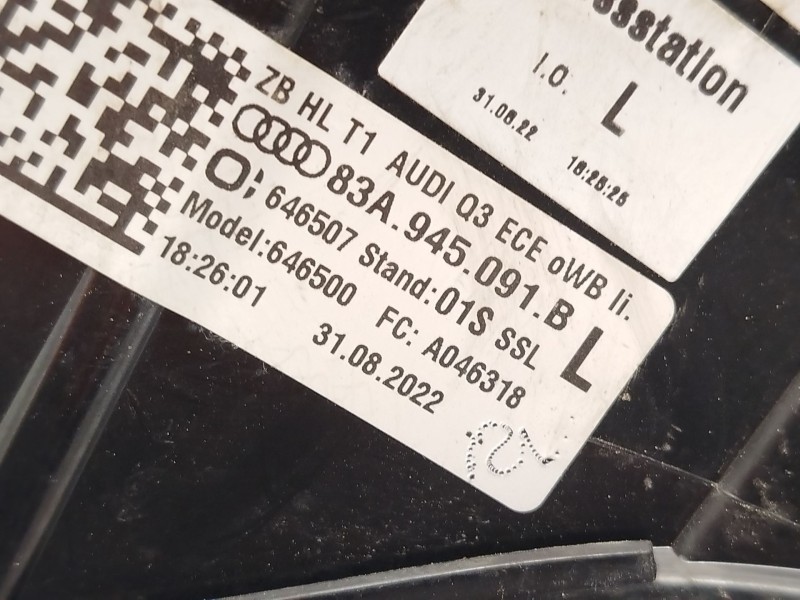 ssstation
I.O. L
31.08.22 18:25:25
ZB HL T1 AUDI Q3 ECE oWB li.
83A.945.091.B
646507 Stand: 01S SSL L
Model: 646500 FC: A046318
18:26:01 31.08.2022